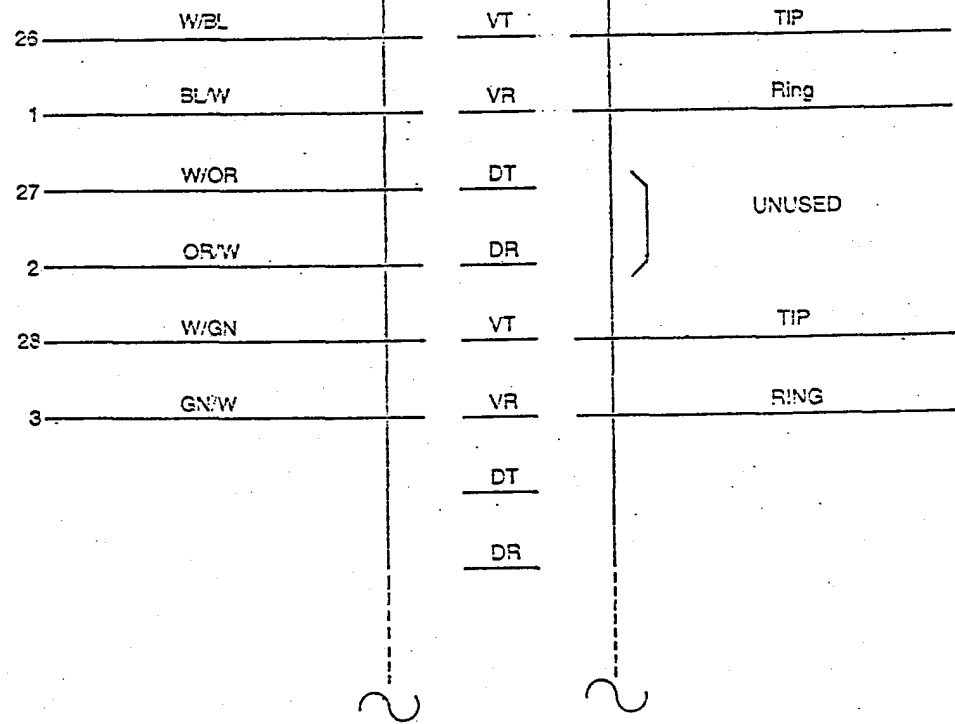 26 W/BL VT TIP
1 BL/W VR Ring
27 W/OR DT
UNUSED
2 OR/W DR
28 W/GN VT TIP
3 GN/W VR RING
DT
DR